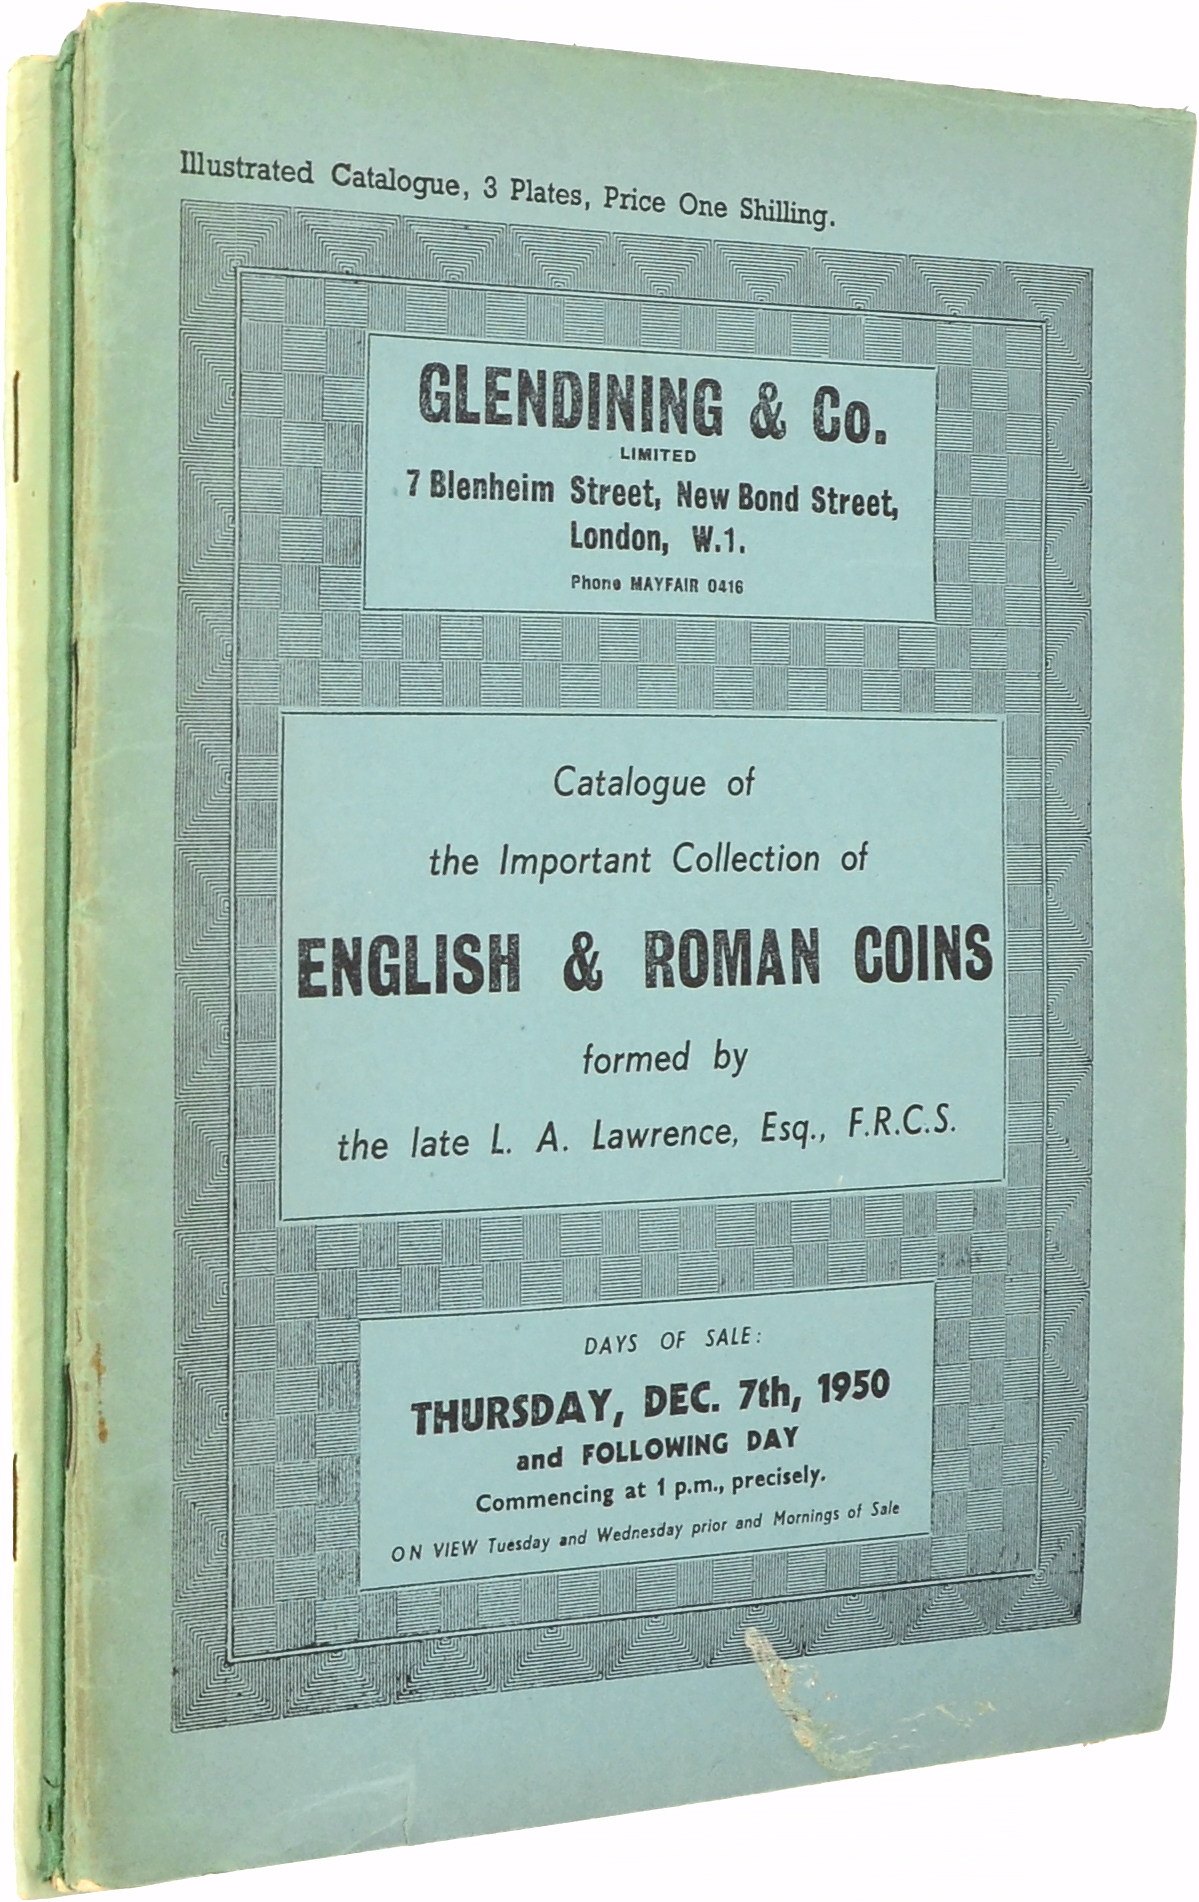 Illustrated Catalogue, 3 Plates, Price One Shilling.
GLENDINING & Co.
LIMITED
7 Blenheim Street, New Bond Street,
London, W.1.
Phone MAYFAIR 0416
Catalogue of
the Important Collection of
ENGLISH & ROMAN COINS
formed by
the late L. A. Lawrence, Esq., F.R.C.S.
DAYS OF SALE:
THURSDAY, DEC. 7th, 1950
and FOLLOWING DAY
Commencing at 1 p.m., precisely.
ON VIEW Tuesday and Wednesday prior and Mornings of Sale